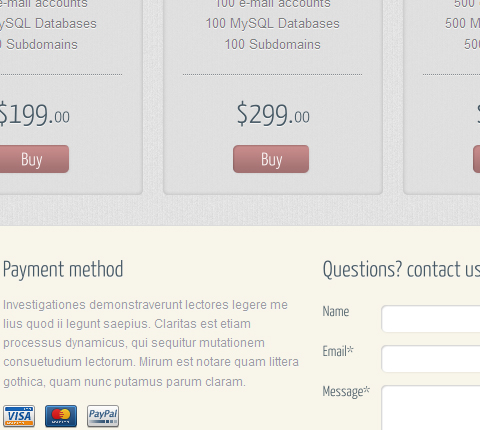 e-mail accounts
100 e-mail accounts
500
MySQL Databases
100 MySQL Databases
500 M
Subdomains
100 Subdomains
500
$199.00
$299.00
Buy
Buy
Payment method
Questions? contact us
Investigationes demonstraverunt lectores legere me
lius quod ii legunt saepius. Claritas est etiam
processus dynamicus, qui sequitur mutationem
consuetudium lectorum. Mirum est notare quam littera
gothica, quam nunc putamus parum claram.
Name
Email*
Message*
VISA
MasterCard
PayPal